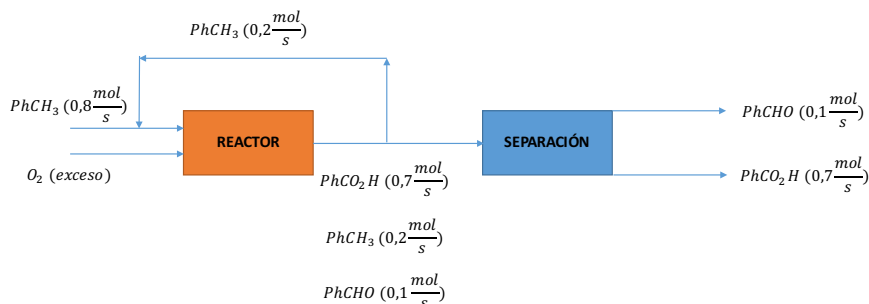 PhCH₃ (0,2 mol/s)
PhCH₃ (0,8 mol/s)
REACTOR
SEPARACIÓN
PhCHO (0,1 mol/s)
O₂ (exceso)
PhCO₂H (0,7 mol/s)
PhCO₂H (0,7 mol/s)
PhCH₃ (0,2 mol/s)
PhCHO (0,1 mol/s)